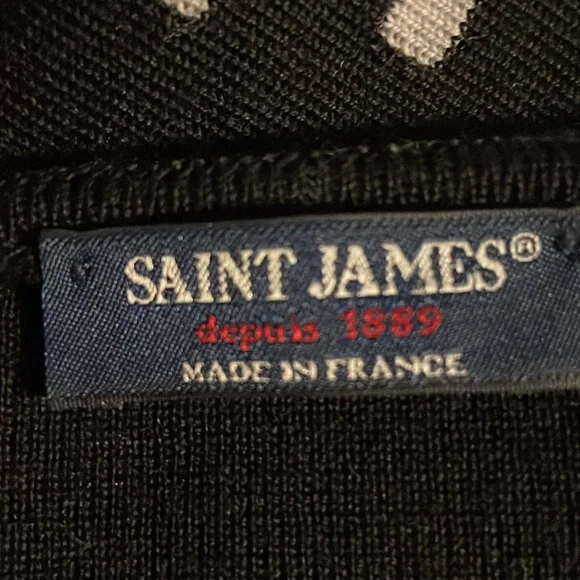 SAINT JAMES®
depuis 1889
MADE IN FRANCE